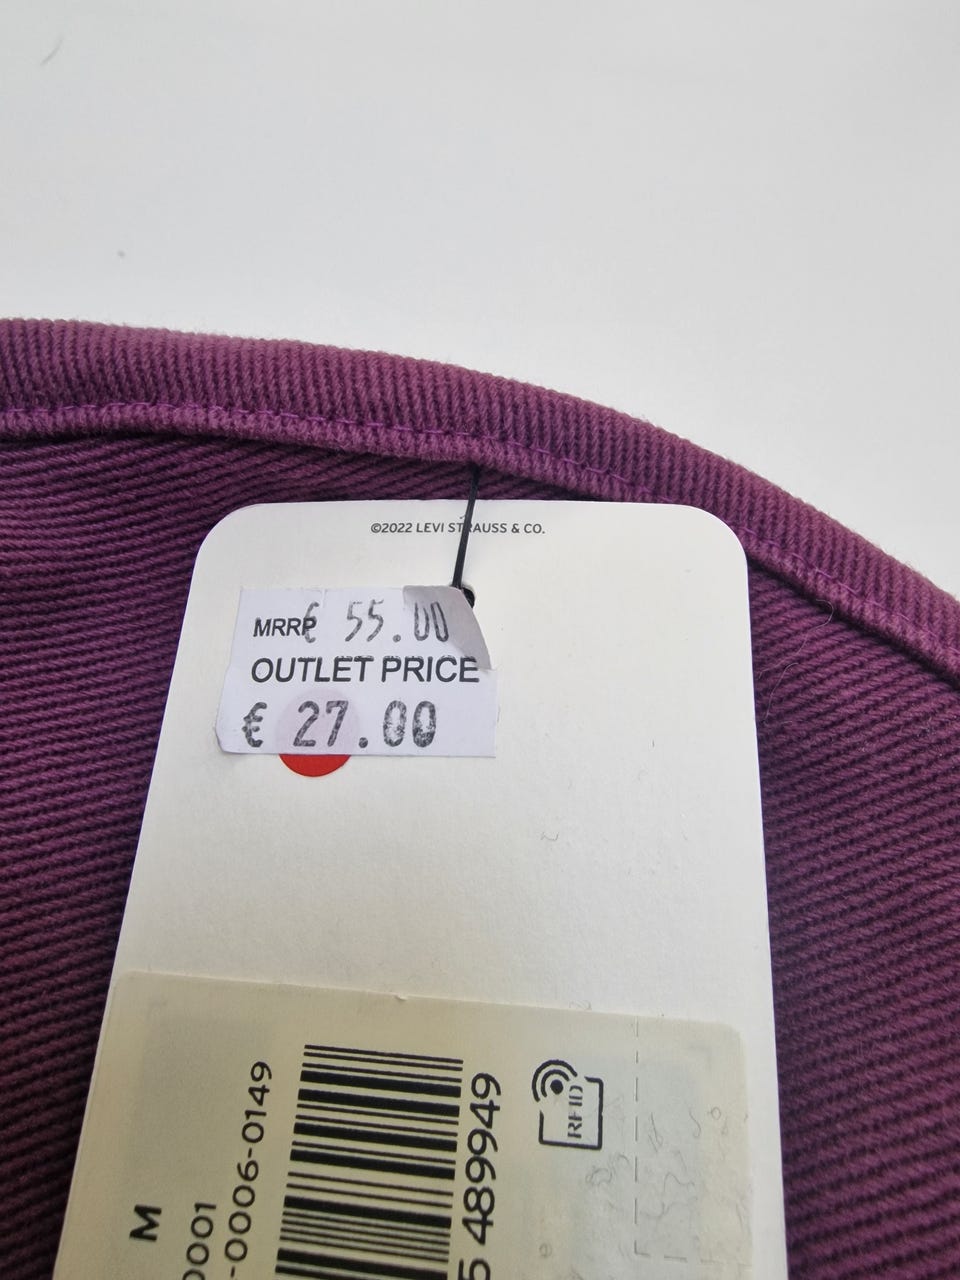 ©2022 LEVI STRAUSS & CO.
MRRP € 55.00
OUTLET PRICE
€ 27.00
M
0001
-0006-0149
5 489949
RFID